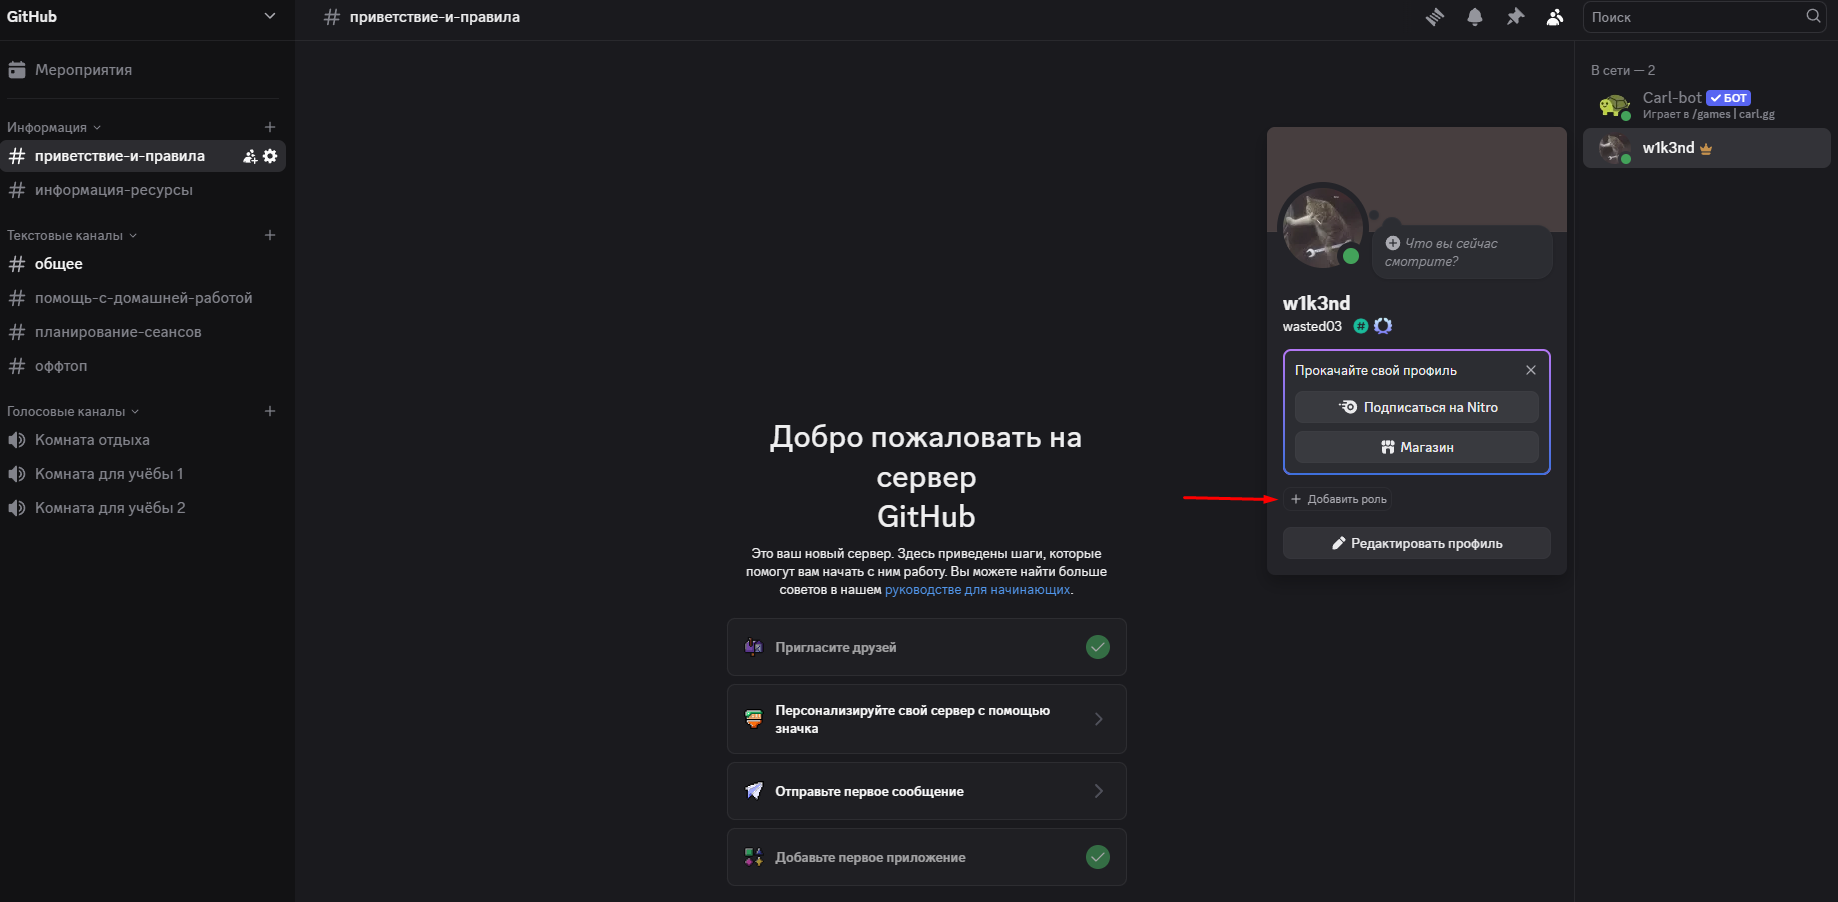 GitHub
Мероприятия
Информация
приветствие-и-правила
информация-ресурсы
Текстовые каналы
общее
помощь-с-домашней-работой
планирование-сеансов
оффтоп
Голосовые каналы
Комната отдыха
Комната для учёбы 1
Комната для учёбы 2
приветствие-и-правила
Поиск
Добро пожаловать на
сервер
GitHub
Это ваш новый сервер. Здесь приведены шаги, которые
помогут вам начать с ним работу. Вы можете найти больше
советов в нашем руководстве для начинающих.
Пригласите друзей
Персонализируйте свой сервер с помощью
значка
Отправьте первое сообщение
Добавьте первое приложение
Что вы сейчас
смотрите?
w1k3nd
wasted03
Прокачайте свой профиль
Подписаться на Nitro
Магазин
Добавить роль
Редактировать профиль
В сети — 2
Carl-bot БОТ
Играет в /games | carl.gg
w1k3nd